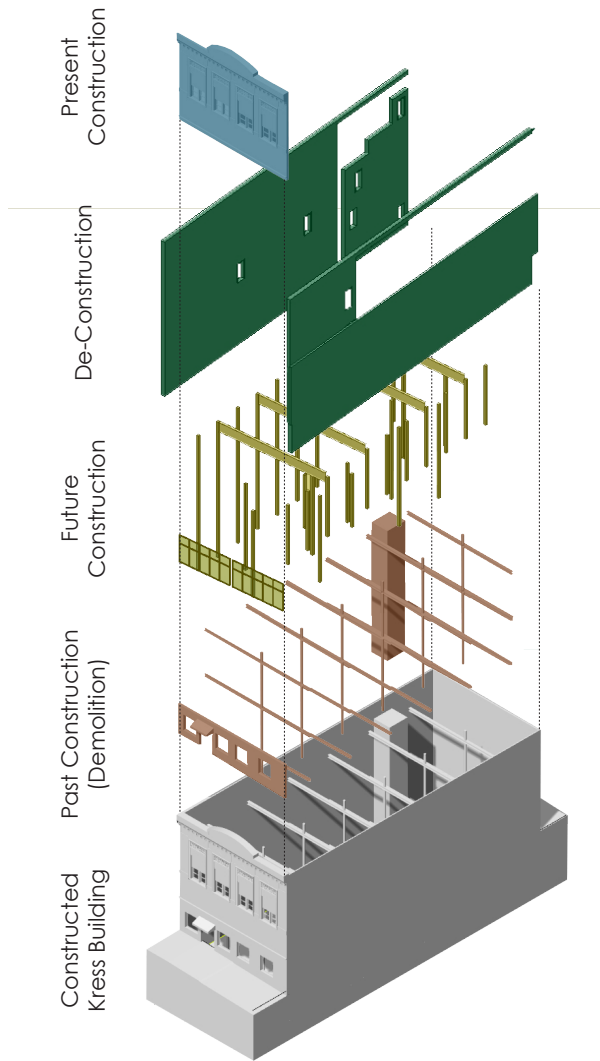 Present
Construction
De-Construction
Future
Construction
Past Construction
(Demolition)
Constructed
Kress Building